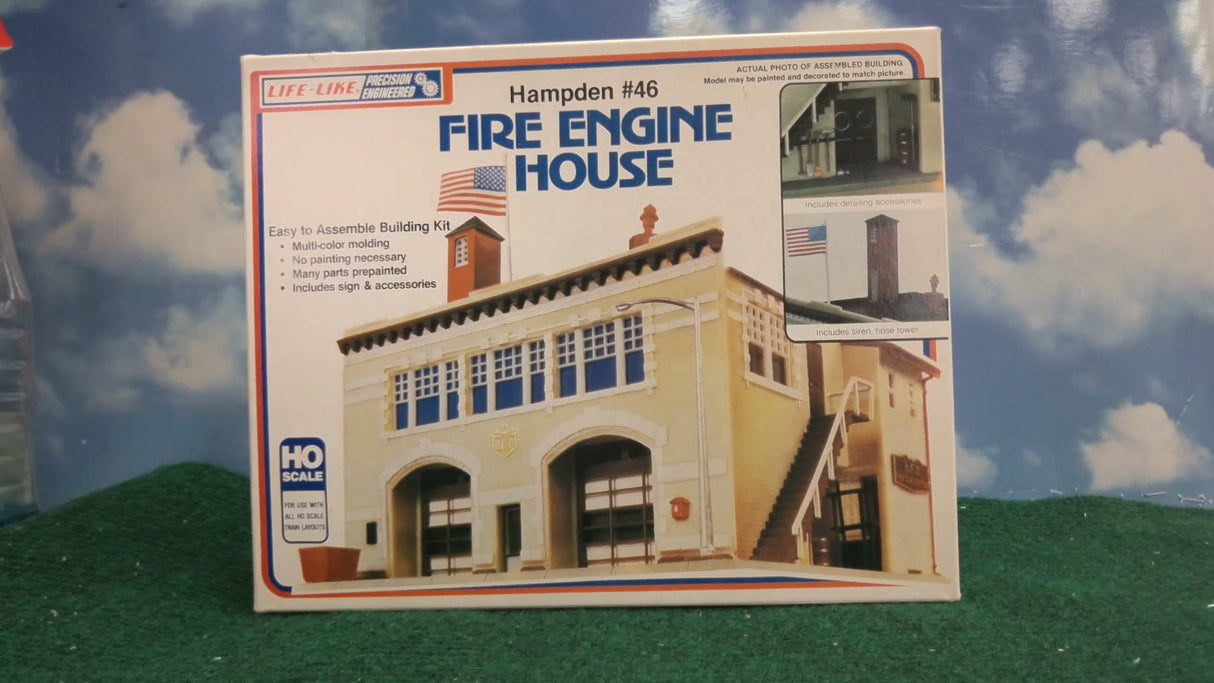 LIFE-LIKE® PRECISION ENGINEERED
Hampden #46
FIRE ENGINE
HOUSE
ACTUAL PHOTO OF ASSEMBLED BUILDING.
Model may be painted and decorated to match picture.
Includes detailing accessories
Includes siren, hose tower
Easy to Assemble Building Kit
• Multi-color molding
• No painting necessary
• Many parts prepainted
• Includes sign & accessories
HO
SCALE
FOR USE WITH
ALL HO SCALE
TRAIN LAYOUTS